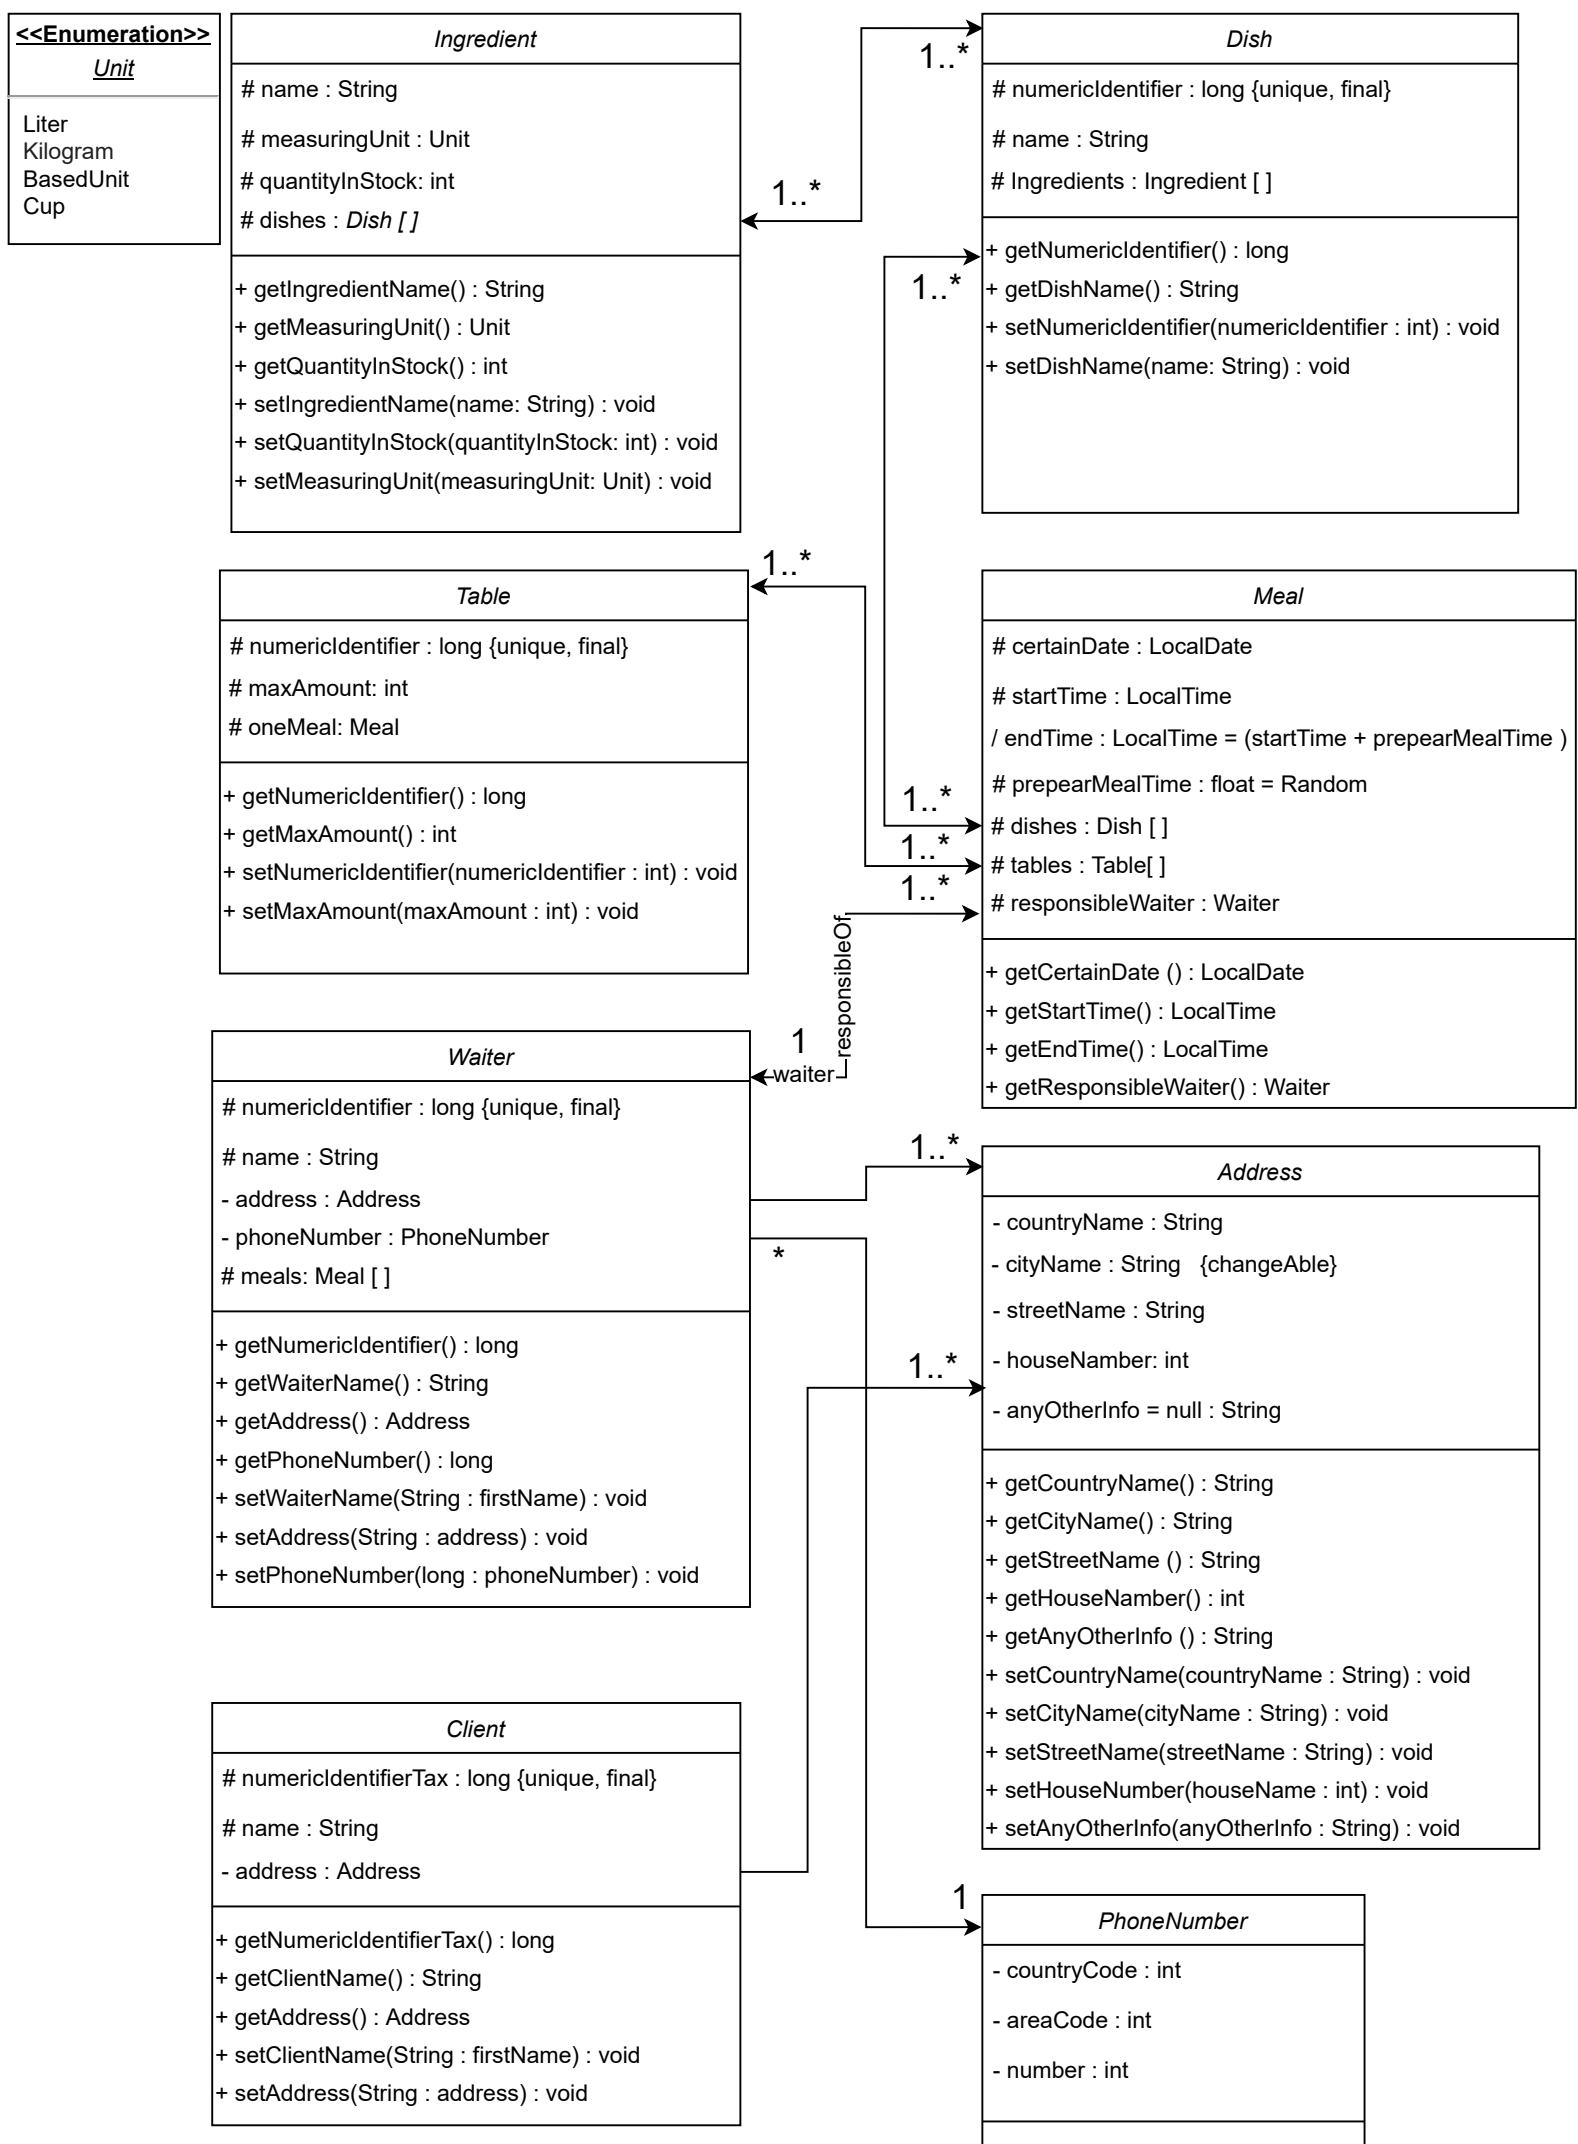 <<Enumeration>>
Unit
Liter
Kilogram
BasedUnit
Cup
Ingredient
# name : String
# measuringUnit : Unit
# quantityInStock: int
# dishes : Dish [ ]
+ getIngredientName() : String
+ getMeasuringUnit() : Unit
+ getQuantityInStock() : int
+ setIngredientName(name: String) : void
+ setQuantityInStock(quantityInStock: int) : void
+ setMeasuringUnit(measuringUnit: Unit) : void
1..*
1..*
Dish
# numericIdentifier : long {unique, final}
# name : String
# Ingredients : Ingredient [ ]
+ getNumericIdentifier() : long
+ getDishName() : String
+ setNumericIdentifier(numericIdentifier : int) : void
+ setDishName(name: String) : void
1..*
1..*
Table
# numericIdentifier : long {unique, final}
# maxAmount: int
# oneMeal: Meal
+ getNumericIdentifier() : long
+ getMaxAmount() : int
+ setNumericIdentifier(numericIdentifier : int) : void
+ setMaxAmount(maxAmount : int) : void
Meal
# certainDate : LocalDate
# startTime : LocalTime
/ endTime : LocalTime = (startTime + prepearMealTime )
# prepearMealTime : float = Random
# dishes : Dish [ ]
# tables : Table[ ]
# responsibleWaiter : Waiter
+ getCertainDate () : LocalDate
+ getStartTime() : LocalTime
+ getEndTime() : LocalTime
+ getResponsibleWaiter() : Waiter
1..*
1..*
1..*
responsibleOf
1
waiter
Waiter
# numericIdentifier : long {unique, final}
# name : String
- address : Address
- phoneNumber : PhoneNumber
# meals: Meal [ ]
+ getNumericIdentifier() : long
+ getWaiterName() : String
+ getAddress() : Address
+ getPhoneNumber() : long
+ setWaiterName(String : firstName) : void
+ setAddress(String : address) : void
+ setPhoneNumber(long : phoneNumber) : void
1..*
*
1..*
Address
- countryName : String
- cityName : String {changeAble}
- streetName : String
- houseNamber: int
- anyOtherInfo = null : String
+ getCountryName() : String
+ getCityName() : String
+ getStreetName () : String
+ getHouseNamber() : int
+ getAnyOtherInfo () : String
+ setCountryName(countryName : String) : void
+ setCityName(cityName : String) : void
+ setStreetName(streetName : String) : void
+ setHouseNumber(houseName : int) : void
+ setAnyOtherInfo(anyOtherInfo : String) : void
Client
# numericIdentifierTax : long {unique, final}
# name : String
- address : Address
+ getNumericIdentifierTax() : long
+ getClientName() : String
+ getAddress() : Address
+ setClientName(String : firstName) : void
+ setAddress(String : address) : void
1
PhoneNumber
- countryCode : int
- areaCode : int
- number : int